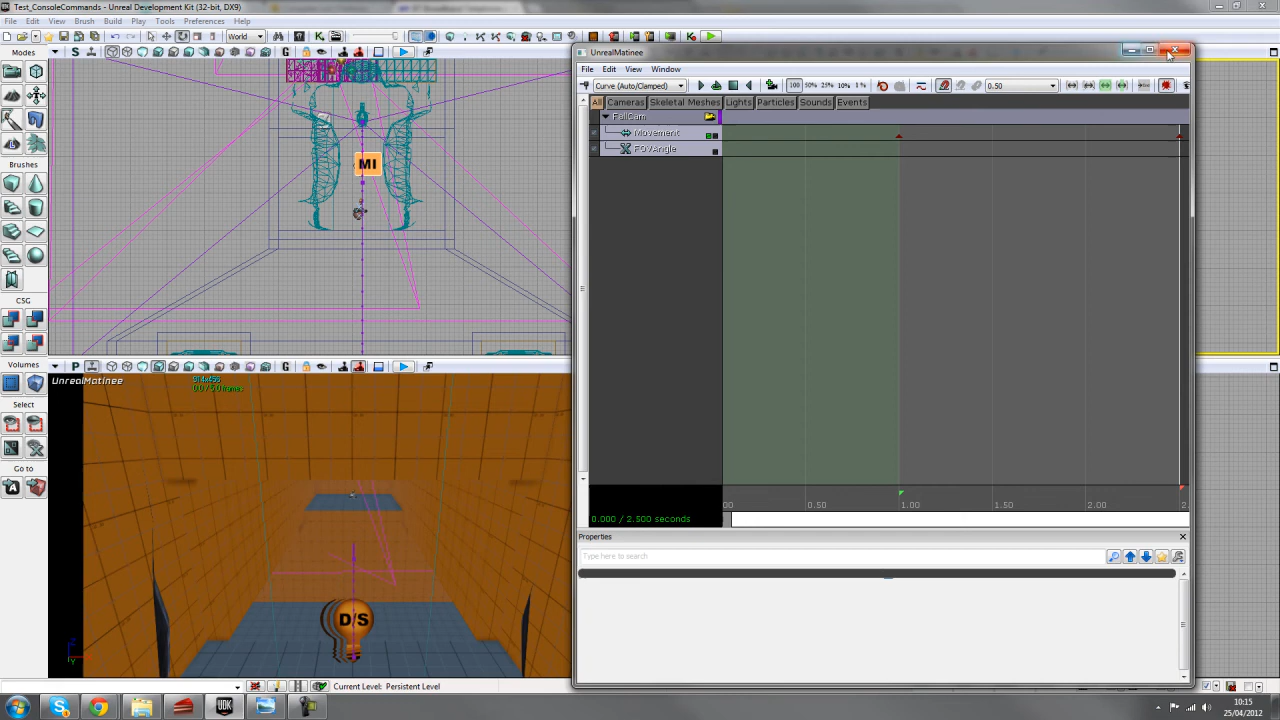 Test_ConsoleCommands - Unreal Development Kit (32-bit, DX9)
File Edit View Brush Build Play Tools Preferences Help
World
Modes
Brushes
CSG
Volumes
Select
Go to
S
G
MI
UnrealMatinee
File Edit View Window
Curve (Auto/Clamped)
100 50% 25% 10% 1 %
0.50
All Cameras Skeletal Meshes Lights Particles Sounds Events
FallCam
Movement
FOVAngle
00 0.50 1.00 1.50 2.00 2.
0.000 / 2.500 seconds
Properties
Type here to search
P
G
UnrealMatinee
D/S
Z
Y
Current Level: Persistent Level
UDK
10:15
25/04/2012